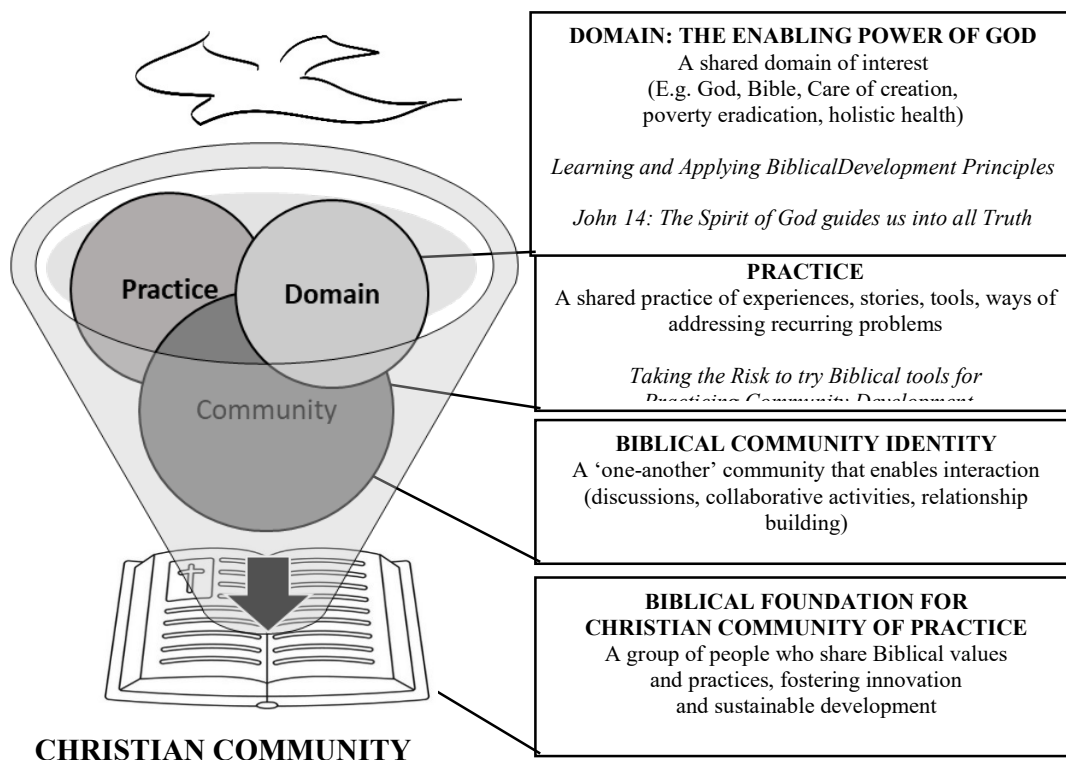 Practice
Domain
Community
CHRISTIAN COMMUNITY
DOMAIN: THE ENABLING POWER OF GOD
A shared domain of interest
(E.g. God, Bible, Care of creation,
poverty eradication, holistic health)
Learning and Applying BiblicalDevelopment Principles
John 14: The Spirit of God guides us into all Truth
PRACTICE
A shared practice of experiences, stories, tools, ways of
addressing recurring problems
Taking the Risk to try Biblical tools for
Practicing Community Development
BIBLICAL COMMUNITY IDENTITY
A ‘one-another’ community that enables interaction
(discussions, collaborative activities, relationship
building)
BIBLICAL FOUNDATION FOR
CHRISTIAN COMMUNITY OF PRACTICE
A group of people who share Biblical values
and practices, fostering innovation
and sustainable development